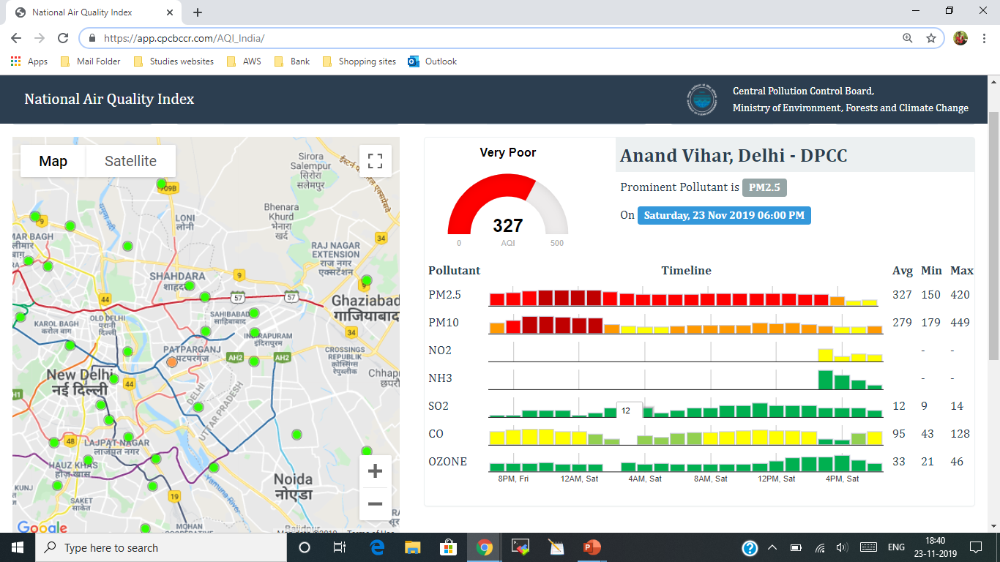 National Air Quality Index
https://app.cpcbccr.com/AQI_India/
Apps Mail Folder Studies websites AWS Bank Shopping sites Outlook
National Air Quality Index
Central Pollution Control Board,
Ministry of Environment, Forests and Climate Change
Map Satellite
Sirora
Salempur
सिरोरा
सलेमपुर
709B
Bhenara
Khurd
भेनारा
खुर्द
LONI
लोनी
9
34
RAJ NAGAR
EXTENSION
राज नगर
एक्सटेंशन
9
SHAHDARA
शाहदरा
9
44
57
57
Ghaziabad
गाज़ियाबाद
KAROL BAGH
करोल बाग
OLD DELHI
पुरानी
दिल्ली
SAHIBABAD
साहिबाबाद
INDIRAPURAM
इंदिरापुरम
34
PATPARGANJ
पटपरगंज
AH2
AH2
CROSSINGS
REPUBLIK
क्रोसिंग्स
रेपुब्लीक
New Delhi
नई दिल्ली
44
DELHI
UTTAR PRADESH
48
LAJPAT NAGAR
लाजपत नगर
HAUZ KHAS
हौज़ खास
Noida
नोएडा
Yamuna River
19
SAKET
साकेत
MOHAN
Google
Very Poor
327
0 AQI 500
Anand Vihar, Delhi - DPCC
Prominent Pollutant is PM2.5
On Saturday, 23 Nov 2019 06:00 PM
Pollutant Timeline Avg Min Max
PM2.5 327 150 420
PM10 279 179 449
NO2 - -
NH3 - -
SO2 12 12 9 14
CO 95 43 128
OZONE 33 21 46
8PM, Fri 12AM, Sat 4AM, Sat 8AM, Sat 12PM, Sat 4PM, Sat
Type here to search
ENG
18:40
23-11-2019